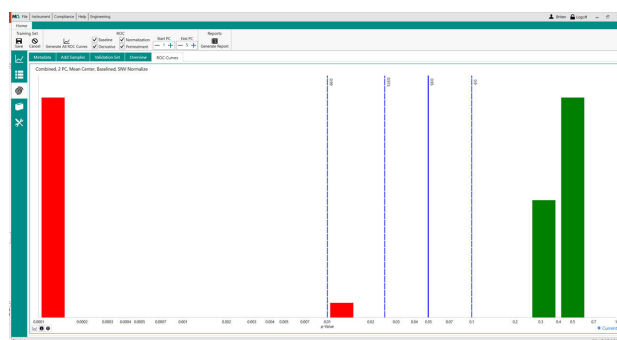 File Instrument Compliance Help Engineering Logoff
Home
Training Set ROC Reports
Save Cancel Generate All ROC Curves Baseline Normalization Derivative Pretreatment Start PC 1 End PC 5 Generate Report
Metadata Add Samples Validation Set Overview ROC Curves
Combined, 2 PC, Mean Center, Baselined, SNV Normalize
0.0001 0.0002 0.0003 0.0004 0.0005 0.0007 0.001 0.002 0.003 0.004 0.005 0.007 0.01 0.02 0.03 0.04 0.05 0.07 0.1 0.2 0.3 0.4 0.5 0.7 1
p Value
Current